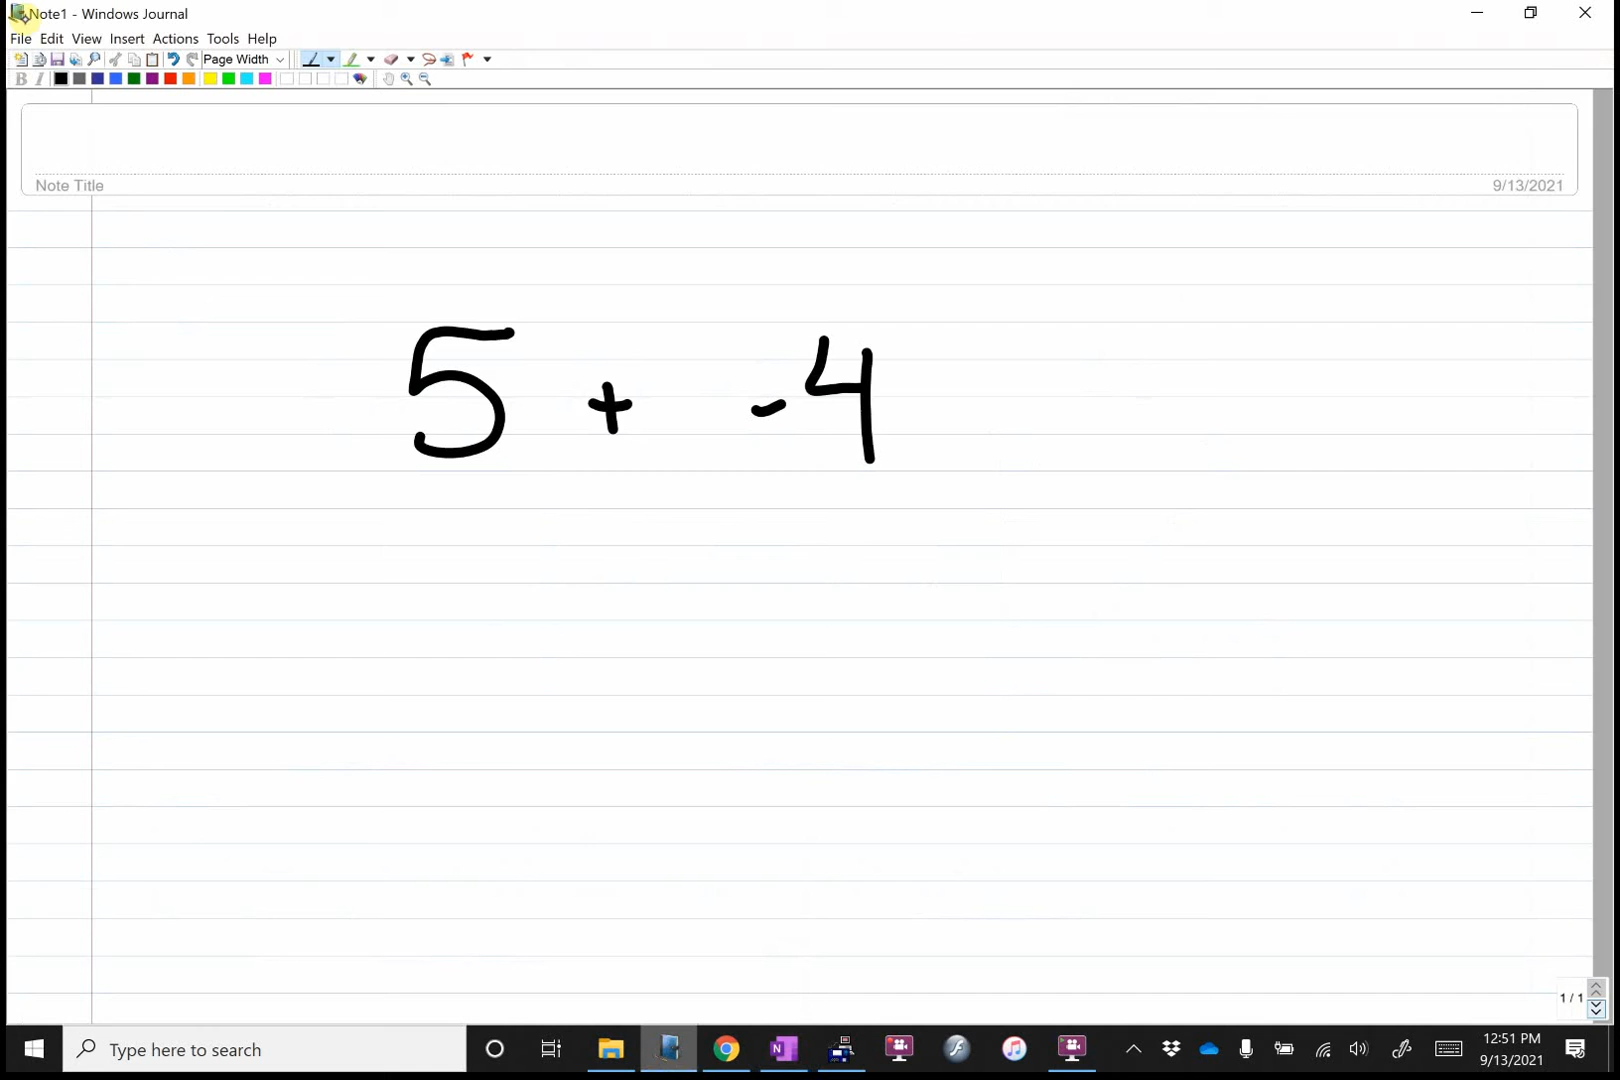 Note1 - Windows Journal
File Edit View Insert Actions Tools Help
Page Width
B I
Note Title
9/13/2021
5 + -4
1 / 1
Type here to search
12:51 PM
9/13/2021